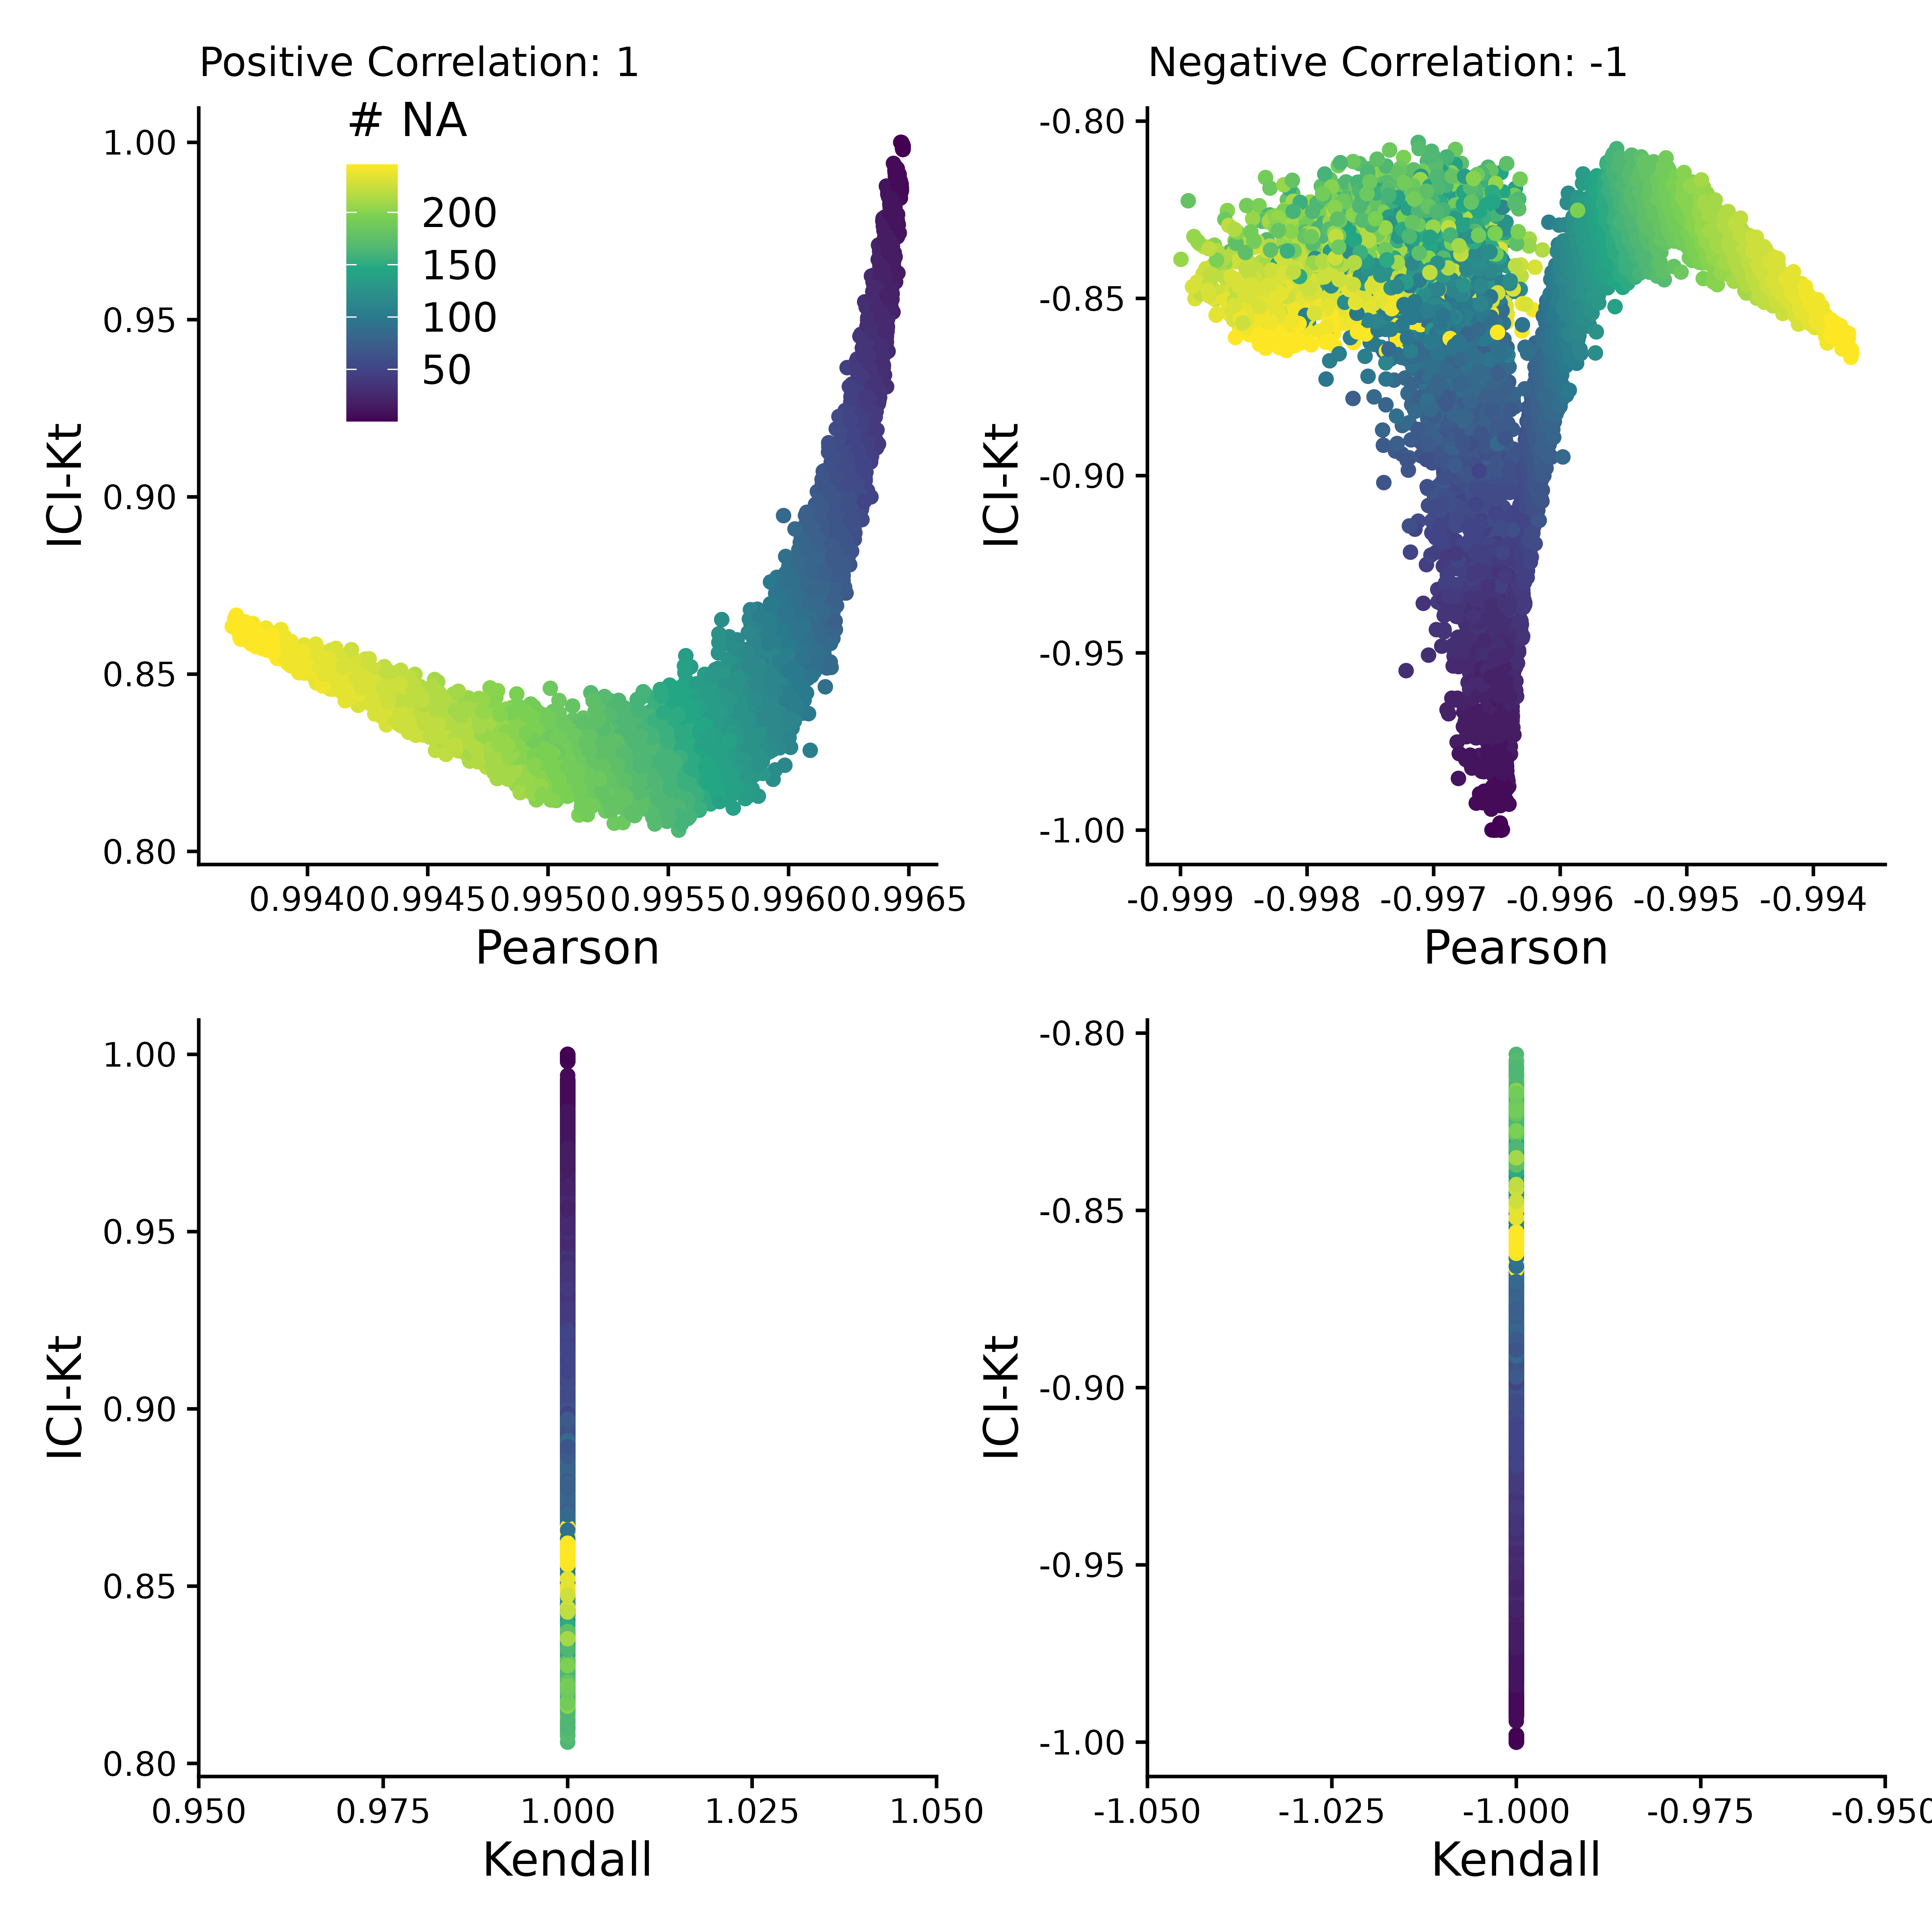 Positive Correlation: 1
# NA
200
150
100
50
1.00
0.95
0.90
0.85
0.80
ICI-Kt
0.9940 0.9945 0.9950 0.9955 0.9960 0.9965
Pearson
Negative Correlation: -1
-0.80
-0.85
-0.90
-0.95
-1.00
ICI-Kt
-0.999 -0.998 -0.997 -0.996 -0.995 -0.994
Pearson
1.00
0.95
0.90
0.85
0.80
ICI-Kt
0.950 0.975 1.000 1.025 1.050
Kendall
-0.80
-0.85
-0.90
-0.95
-1.00
ICI-Kt
-1.050 -1.025 -1.000 -0.975 -0.950
Kendall